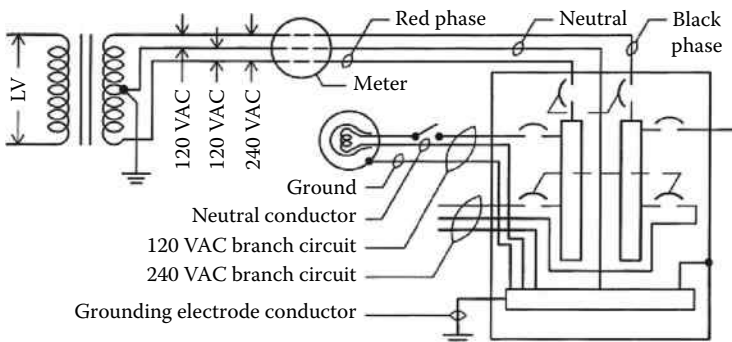 Red phase
Neutral
Black
phase
Meter
LV
120 VAC
120 VAC
240 VAC
Ground
Neutral conductor
120 VAC branch circuit
240 VAC branch circuit
Grounding electrode conductor